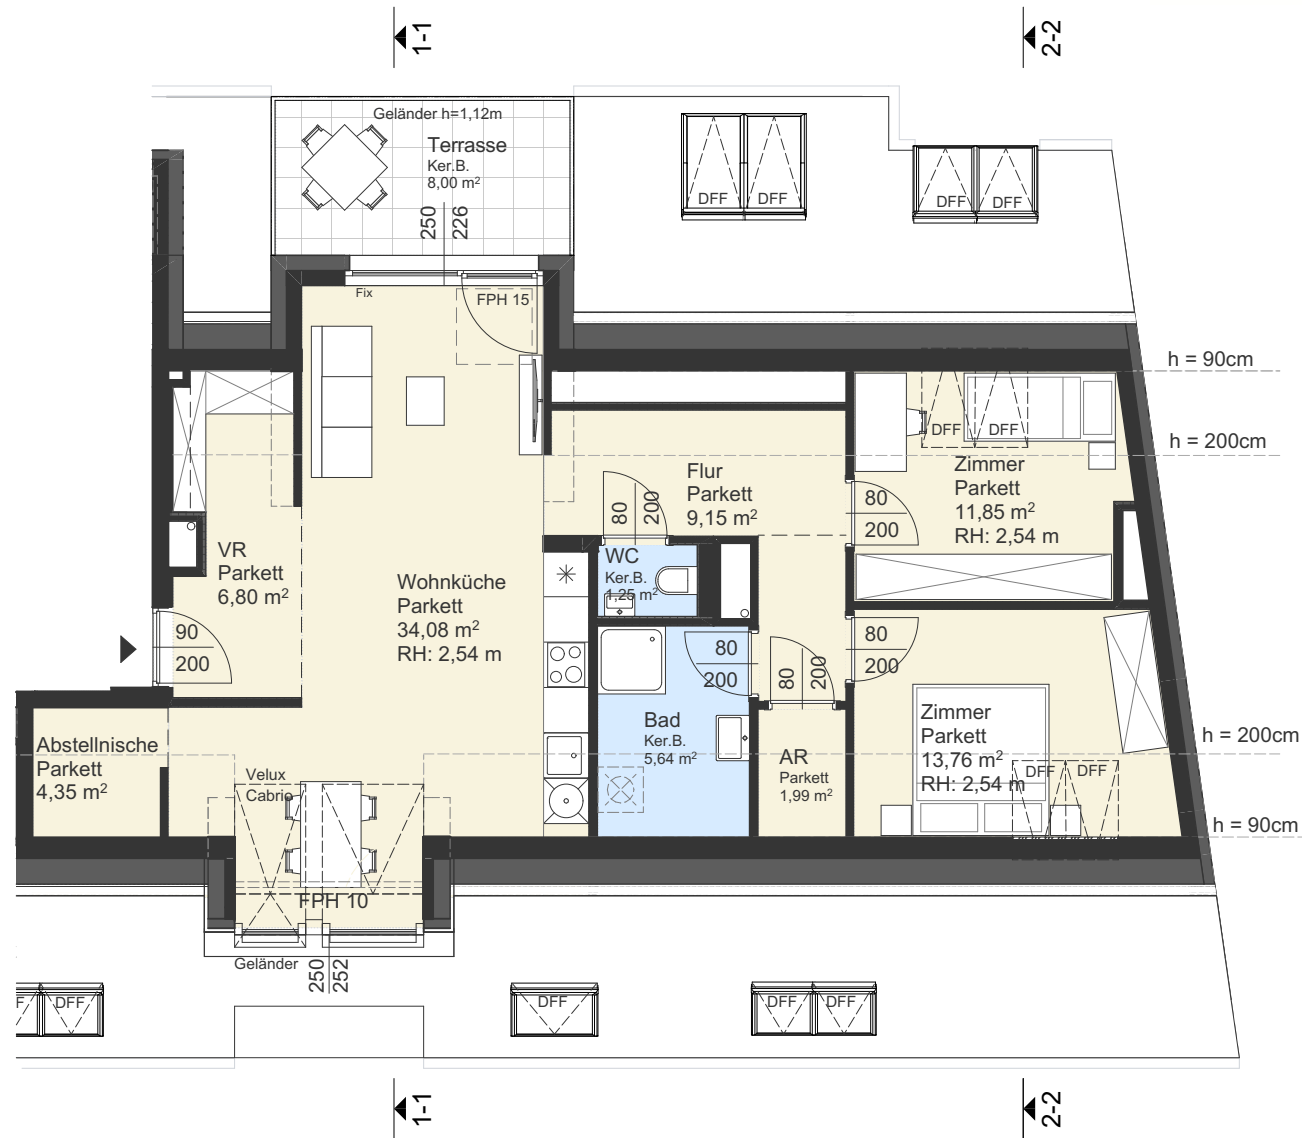 1-1
2-2
Geländer h=1,12m
Terrasse
Ker.B.
8,00 m²
250
226
DFF
DFF
DFF
DFF
Fix
FPH 15
h = 90cm
h = 200cm
DFF
DFF
Zimmer
Parkett
11,85 m²
RH: 2,54 m
Flur
Parkett
9,15 m²
80
200
80
200
VR
Parkett
6,80 m²
90
200
Wohnküche
Parkett
34,08 m²
RH: 2,54 m
WC
Ker.B.
1,25 m²
80
200
80
200
80
200
Bad
Ker.B.
5,64 m²
AR
Parkett
1,99 m²
Zimmer
Parkett
13,76 m²
RH: 2,54 m
DFF
DFF
h = 200cm
h = 90cm
Abstellnische
Parkett
4,35 m²
Velux
Cabrio
FPH 10
Geländer
250
252
F
DFF
DFF
DFF
DFF
1-1
2-2